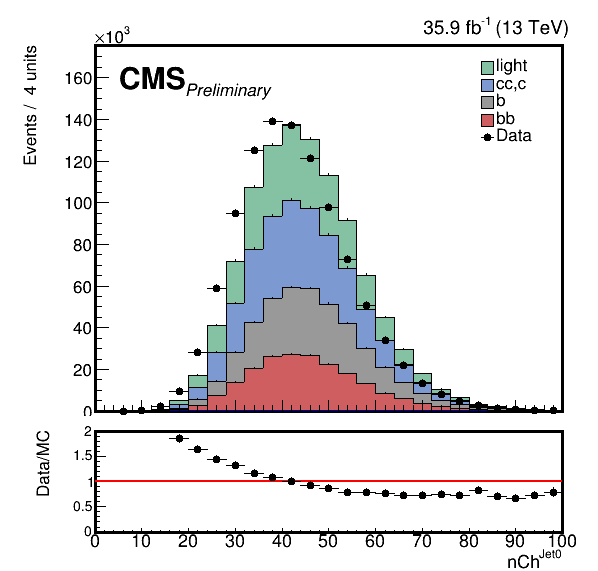 35.9 fb⁻¹ (13 TeV)
×10³
CMS Preliminary
Events / 4 units
160
140
120
100
80
60
40
20
0
light
cc,c
b
bb
Data
Data/MC
2
1.5
1
0.5
0
0 10 20 30 40 50 60 70 80 90 100
nCh^Jet0